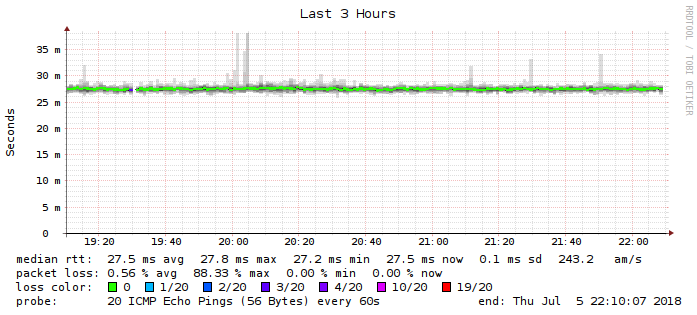 Last 3 Hours
RRDTOOL / TOBI OETIKER
Seconds
35 m
30 m
25 m
20 m
15 m
10 m
5 m
0
19:20 19:40 20:00 20:20 20:40 21:00 21:20 21:40 22:00
median rtt: 27.5 ms avg 27.8 ms max 27.2 ms min 27.5 ms now 0.1 ms sd 243.2 am/s
packet loss: 0.56 % avg 88.33 % max 0.00 % min 0.00 % now
loss color: 0 1/20 2/20 3/20 4/20 10/20 19/20
probe: 20 ICMP Echo Pings (56 Bytes) every 60s end: Thu Jul 5 22:10:07 2018